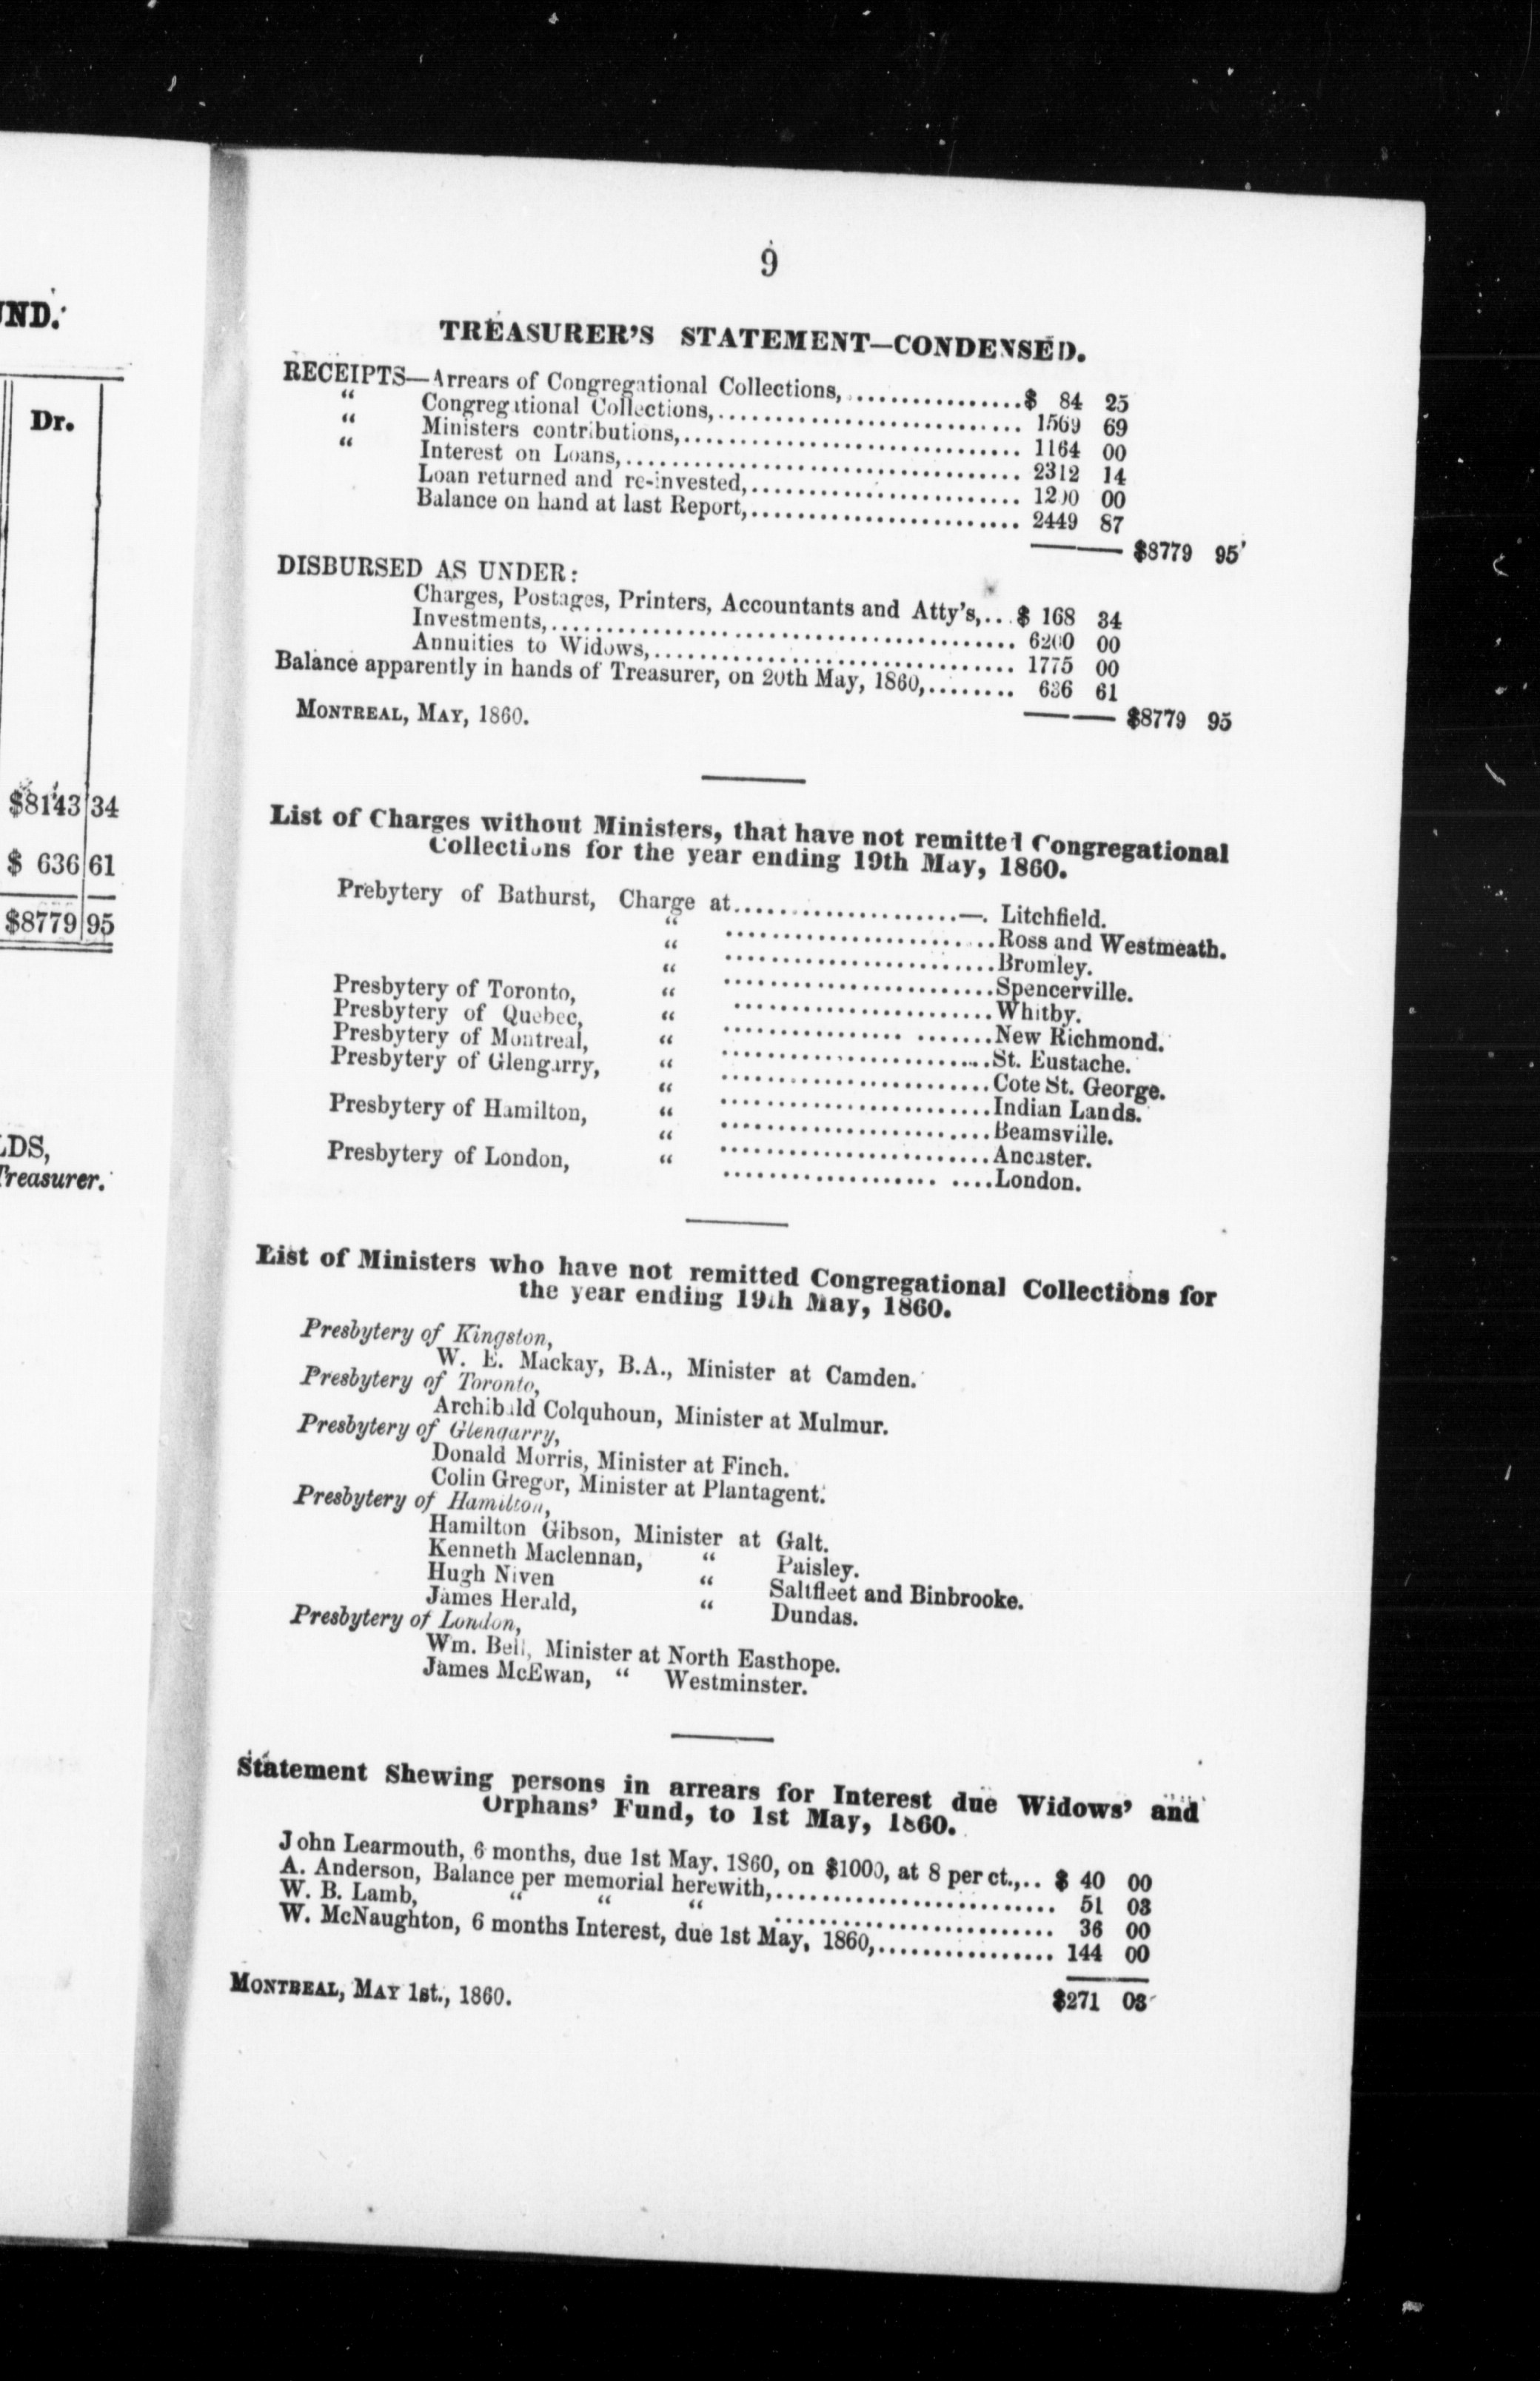 UND.
Dr.
$8143 34
$ 636 61
$8779 95
LDS,
Treasurer.
9
TREASURER'S STATEMENT—CONDENSED.
RECEIPTS—Arrears of Congregational Collections,................$ 84 25
“ Congregational Collections,............................ 1569 69
“ Ministers contributions,................................ 1164 00
“ Interest on Loans,..................................... 2312 14
Loan returned and re-invested,......................... 1200 00
Balance on hand at last Report,......................... 2449 87
——— $8779 95
DISBURSED AS UNDER:
Charges, Postages, Printers, Accountants and Atty's,...$ 168 34
Investments,............................................ 6200 00
Annuities to Widows,.................................. 1775 00
Balance apparently in hands of Treasurer, on 20th May, 1860,........ 636 61
——— $8779 95
MONTREAL, MAY, 1860.
List of Charges without Ministers, that have not remitted Congregational
Collections for the year ending 19th May, 1860.
Prebytery of Bathurst, Charge at......................—. Litchfield.
“ .........................Ross and Westmeath.
“ .........................Bromley.
“ .........................Spencerville.
Presbytery of Toronto, “ ........................Whitby.
Presbytery of Quebec, “ ................. .......New Richmond.
Presbytery of Montreal, “ .........................St. Eustache.
Presbytery of Glengarry, “ .........................Cote St. George.
“ .........................Indian Lands.
Presbytery of Hamilton, “ .........................Beamsville.
“ .........................Ancaster.
Presbytery of London, “ .................... ....London.
List of Ministers who have not remitted Congregational Collections for
the year ending 19th May, 1860.
Presbytery of Kingston,
W. E. Mackay, B.A., Minister at Camden.
Presbytery of Toronto,
Archibald Colquhoun, Minister at Mulmur.
Presbytery of Glengarry,
Donald Morris, Minister at Finch.
Colin Gregor, Minister at Plantagent.
Presbytery of Hamilton,
Hamilton Gibson, Minister at Galt.
Kenneth Maclennan, “ Paisley.
Hugh Niven “ Saltfleet and Binbrooke.
James Herald, “ Dundas.
Presbytery of London,
Wm. Bell, Minister at North Easthope.
James McEwan, “ Westminster.
Statement Shewing persons in arrears for Interest due Widows' and
Orphans' Fund, to 1st May, 1860.
John Learmouth, 6 months, due 1st May. 1860, on $1000, at 8 per ct.,.. $ 40 00
A. Anderson, Balance per memorial herewith,........................... 51 03
W. B. Lamb, “ “ “ .......................... 36 00
W. McNaughton, 6 months Interest, due 1st May, 1860,................. 144 00
$271 03
MONTREAL, MAY 1st., 1860.